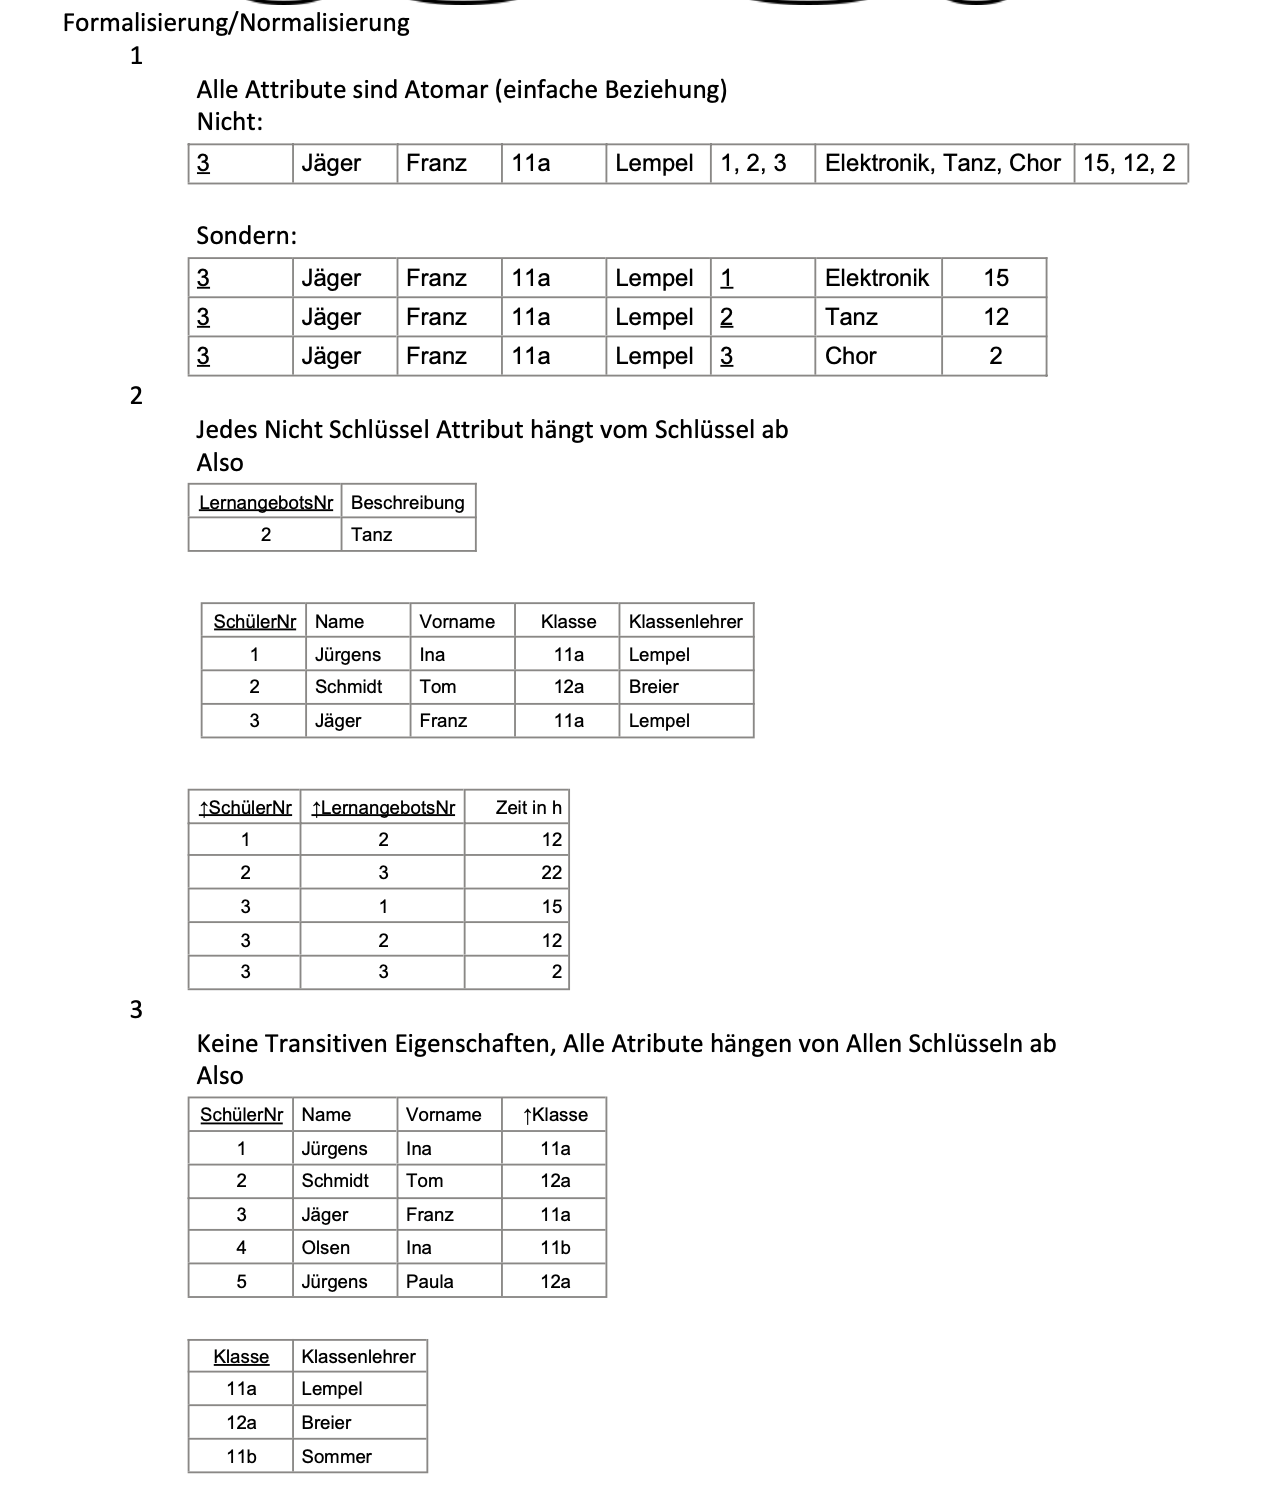 Formalisierung/Normalisierung
1
Alle Attribute sind Atomar (einfache Beziehung)
Nicht:
3 Jäger Franz 11a Lempel 1, 2, 3 Elektronik, Tanz, Chor 15, 12, 2
Sondern:
3 Jäger Franz 11a Lempel 1 Elektronik 15
3 Jäger Franz 11a Lempel 2 Tanz 12
3 Jäger Franz 11a Lempel 3 Chor 2
2
Jedes Nicht Schlüssel Attribut hängt vom Schlüssel ab
Also
LernangebotsNr Beschreibung
2 Tanz
SchülerNr Name Vorname Klasse Klassenlehrer
1 Jürgens Ina 11a Lempel
2 Schmidt Tom 12a Breier
3 Jäger Franz 11a Lempel
↑SchülerNr ↑LernangebotsNr Zeit in h
1 2 12
2 3 22
3 1 15
3 2 12
3 3 2
3
Keine Transitiven Eigenschaften, Alle Atribute hängen von Allen Schlüsseln ab
Also
SchülerNr Name Vorname ↑Klasse
1 Jürgens Ina 11a
2 Schmidt Tom 12a
3 Jäger Franz 11a
4 Olsen Ina 11b
5 Jürgens Paula 12a
Klasse Klassenlehrer
11a Lempel
12a Breier
11b Sommer